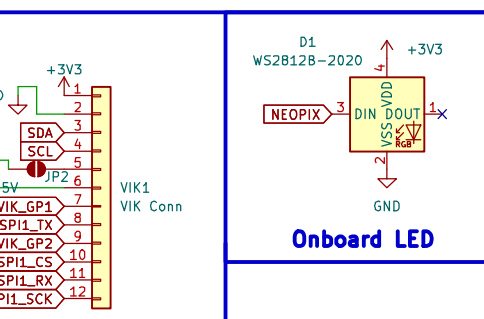 +3V3
1
2
SDA 3
SCL 4
5
JP2
5V 6
VIK_GP1 7
SPI1_TX 8
VIK_GP2 9
SPI1_CS 10
SPI1_RX 11
PI1_SCK 12
VIK1
VIK Conn
D1
WS2812B-2020
+3V3
4
VDD
NEOPIX 3 DIN DOUT 1
VSS
RGB
2
GND
Onboard LED